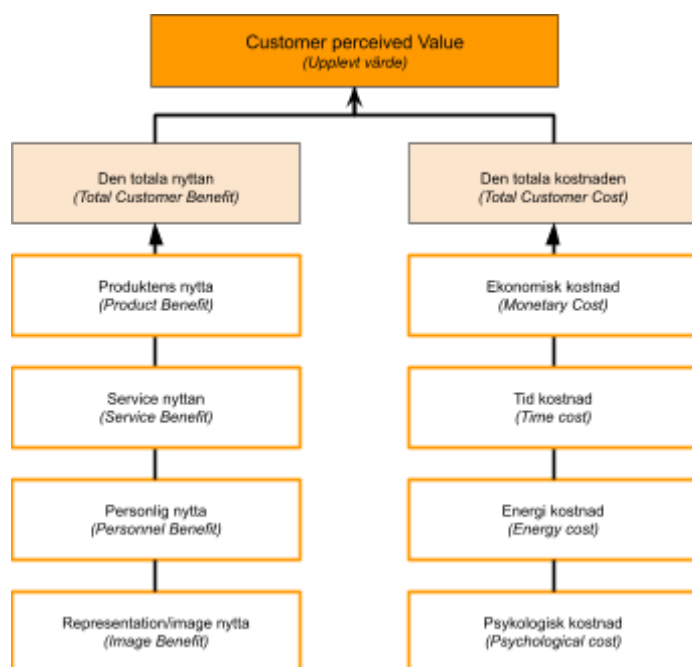 Customer perceived Value
(Upplevt värde)
Den totala nyttan
(Total Customer Benefit)
Den totala kostnaden
(Total Customer Cost)
Produktens nytta
(Product Benefit)
Ekonomisk kostnad
(Monetary Cost)
Service nyttan
(Service Benefit)
Tid kostnad
(Time cost)
Personlig nytta
(Personnel Benefit)
Energi kostnad
(Energy cost)
Representation/image nytta
(Image Benefit)
Psykologisk kostnad
(Psychological cost)